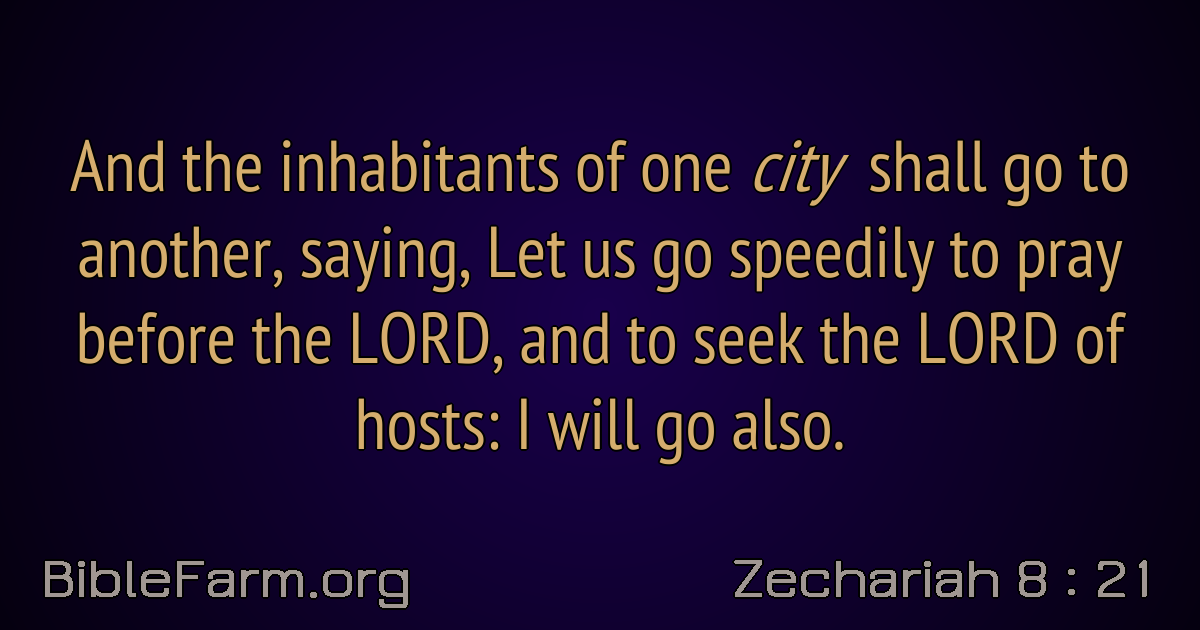 And the inhabitants of one city shall go to
another, saying, Let us go speedily to pray
before the LORD, and to seek the LORD of
hosts: I will go also.
BibleFarm.org
Zechariah 8 : 21